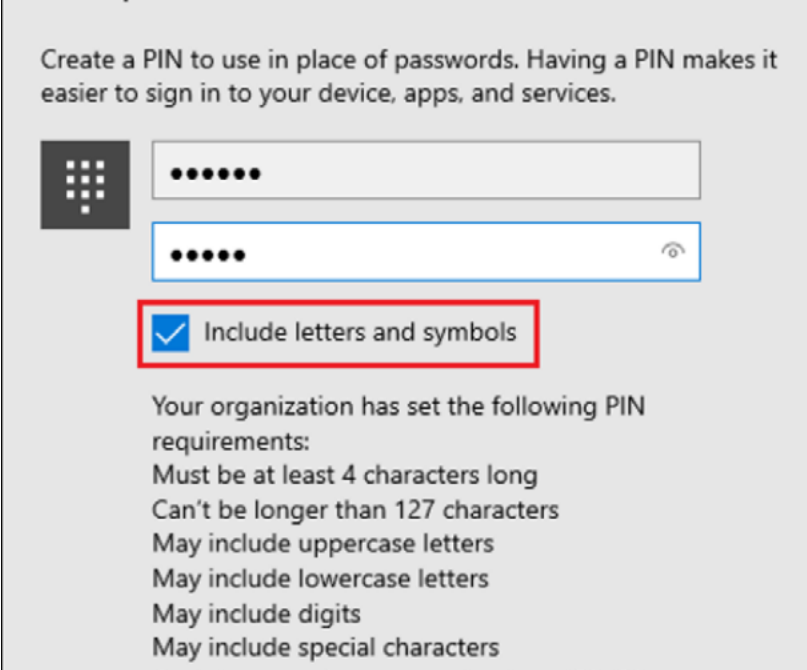 Create a PIN to use in place of passwords. Having a PIN makes it
easier to sign in to your device, apps, and services.
●●●●●●
●●●●●
Include letters and symbols
Your organization has set the following PIN
requirements:
Must be at least 4 characters long
Can't be longer than 127 characters
May include uppercase letters
May include lowercase letters
May include digits
May include special characters